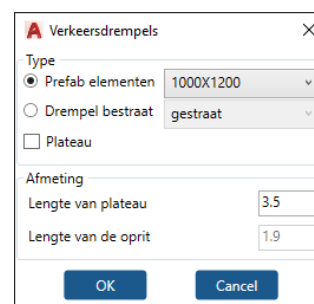 Verkeersdrempels
Type
Prefab elementen 1000X1200
Drempel bestraat gestraat
Plateau
Afmeting
Lengte van plateau 3.5
Lengte van de oprit 1.9
OK Cancel